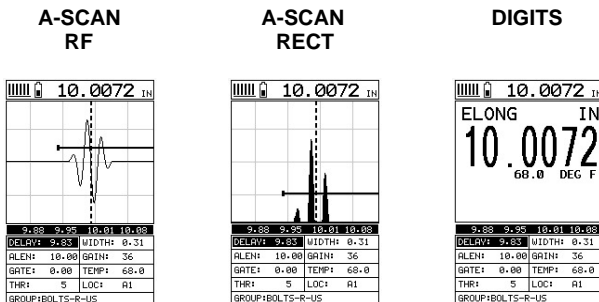 A-SCAN
RF
10.0072 IN
9.88 9.95 10.01 10.08
DELAY: 9.83 WIDTH: 0.31
ALEN: 10.00 GAIN: 36
GATE: 0.00 TEMP: 68.0
THR: 5 LOC: A1
GROUP:BOLTS-R-US
A-SCAN
RECT
10.0072 IN
9.88 9.95 10.01 10.08
DELAY: 9.83 WIDTH: 0.31
ALEN: 10.00 GAIN: 36
GATE: 0.00 TEMP: 68.0
THR: 5 LOC: A1
GROUP:BOLTS-R-US
DIGITS
10.0072 IN
ELONG IN
10.0072
68.0 DEG F
9.88 9.95 10.01 10.08
DELAY: 9.83 WIDTH: 0.31
ALEN: 10.00 GAIN: 36
GATE: 0.00 TEMP: 68.0
THR: 5 LOC: A1
GROUP:BOLTS-R-US